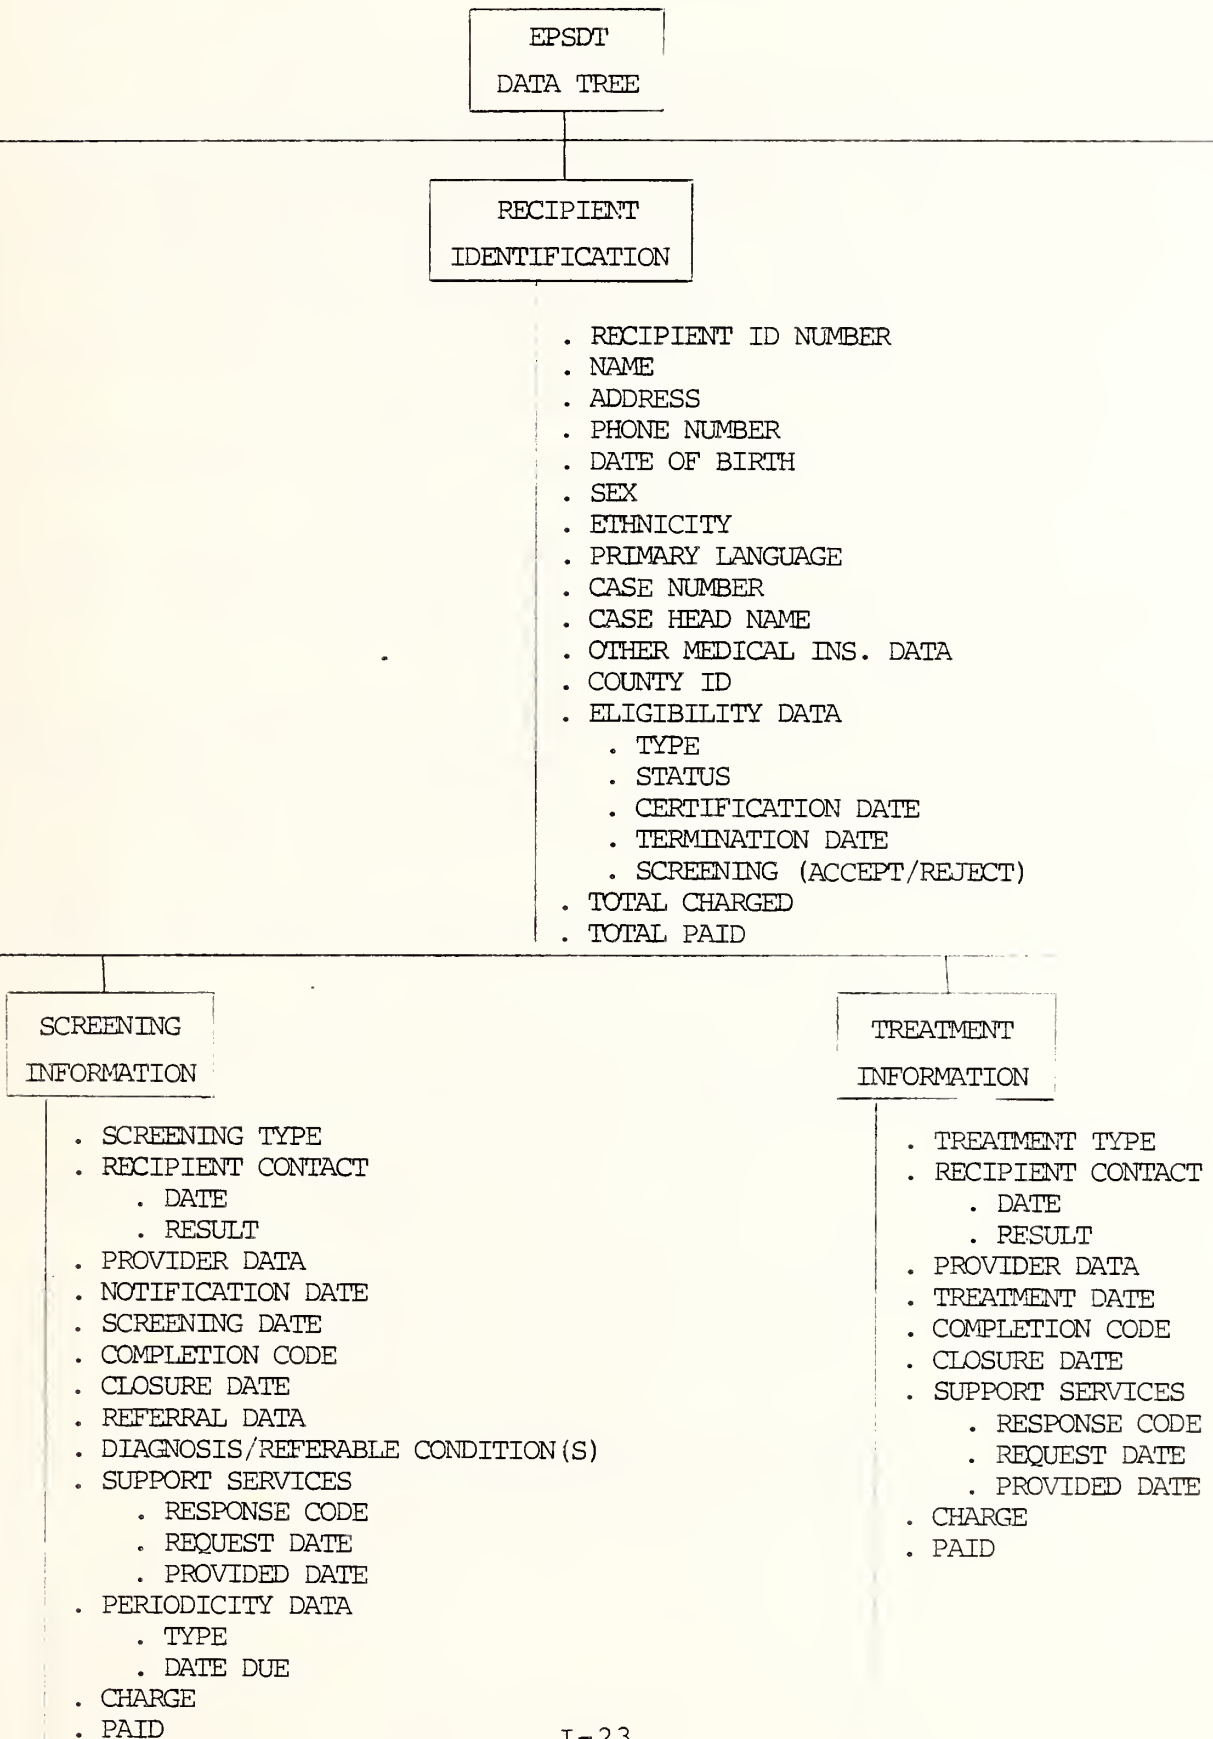 EPSDT
DATA TREE
RECIPIENT
IDENTIFICATION
. RECIPIENT ID NUMBER
. NAME
. ADDRESS
. PHONE NUMBER
. DATE OF BIRTH
. SEX
. ETHNICITY
. PRIMARY LANGUAGE
. CASE NUMBER
. CASE HEAD NAME
. OTHER MEDICAL INS. DATA
. COUNTY ID
. ELIGIBILITY DATA
. TYPE
. STATUS
. CERTIFICATION DATE
. TERMINATION DATE
. SCREENING (ACCEPT/REJECT)
. TOTAL CHARGED
. TOTAL PAID
SCREENING
INFORMATION
. SCREENING TYPE
. RECIPIENT CONTACT
. DATE
. RESULT
. PROVIDER DATA
. NOTIFICATION DATE
. SCREENING DATE
. COMPLETION CODE
. CLOSURE DATE
. REFERRAL DATA
. DIAGNOSIS/REFERABLE CONDITION(S)
. SUPPORT SERVICES
. RESPONSE CODE
. REQUEST DATE
. PROVIDED DATE
. PERIODICITY DATA
. TYPE
. DATE DUE
. CHARGE
. PAID
TREATMENT
INFORMATION
. TREATMENT TYPE
. RECIPIENT CONTACT
. DATE
. RESULT
. PROVIDER DATA
. TREATMENT DATE
. COMPLETION CODE
. CLOSURE DATE
. SUPPORT SERVICES
. RESPONSE CODE
. REQUEST DATE
. PROVIDED DATE
. CHARGE
. PAID
I-23